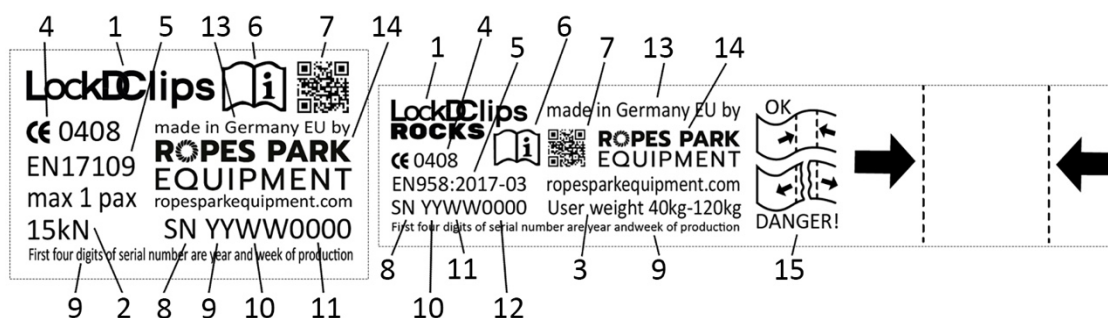 4 1 5 13 6 7 14
LockDClips
CE 0408
EN17109
max 1 pax
15kN
made in Germany EU by
ROPES PARK
EQUIPMENT
ropesparkequipment.com
SN YYWW0000
First four digits of serial number are year and week of production
9 2 8 9 10 11
1 4 5 6 7 13 14
LockDClips
ROCKS
CE 0408
EN958:2017-03
SN YYWW0000
made in Germany EU by
ROPES PARK
EQUIPMENT
ropesparkequipment.com
User weight 40kg-120kg
First four digits of serial number are year andweek of production
8 10 11 12 3 9
OK
DANGER!
15